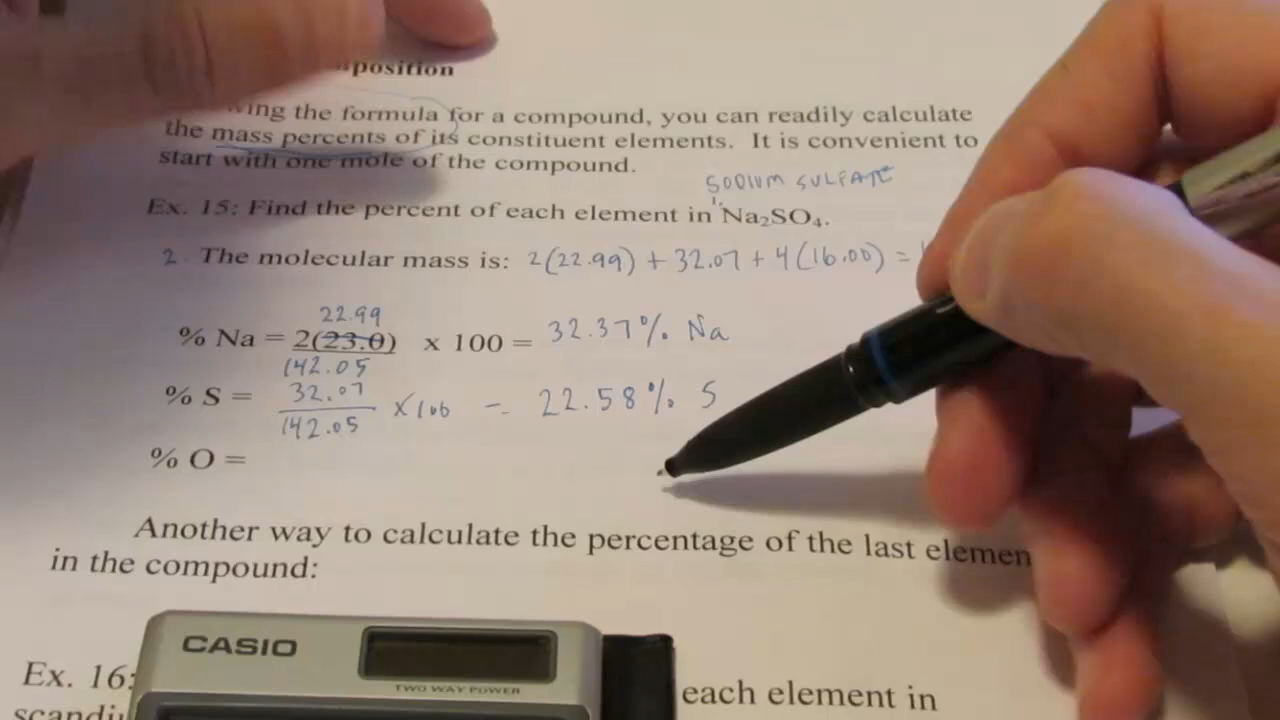 position
the formula for a compound, you can readily calculate
the mass percents of its constituent elements. It is convenient to
start with one mole of the compound.
SODIUM SULFATE
1.
Ex. 15: Find the percent of each element in Na₂SO₄.
2. The molecular mass is: 2(22.99) + 32.07 + 4(16.00) =
22.99
% Na = 2(23.0) x 100 = 32.37% Na
142.05
% S = 32.07 × 100 = 22.58% S
142.05
% O =
Another way to calculate the percentage of the last elemen
in the compound:
CASIO
TWO WAY POWER
Ex. 16: each element in
scandi